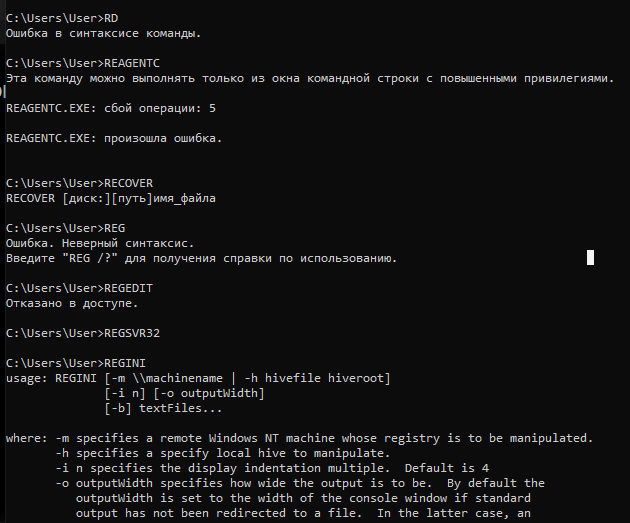 C:\Users\User>RD
Ошибка в синтаксисе команды.
C:\Users\User>REAGENTC
Эта команду можно выполнять только из окна командной строки с повышенными привилегиями.
REAGENTC.EXE: сбой операции: 5
REAGENTC.EXE: произошла ошибка.
C:\Users\User>RECOVER
RECOVER [диск:][путь]имя_файла
C:\Users\User>REG
Ошибка. Неверный синтаксис.
Введите "REG /?" для получения справки по использованию.
C:\Users\User>REGEDIT
Отказано в доступе.
C:\Users\User>REGSVR32
C:\Users\User>REGINI
usage: REGINI [-m \\machinename | -h hivefile hiveroot]
[-i n] [-o outputWidth]
[-b] textFiles...
where: -m specifies a remote Windows NT machine whose registry is to be manipulated.
-h specifies a specify local hive to manipulate.
-i n specifies the display indentation multiple.  Default is 4
-o outputWidth specifies how wide the output is to be.  By default the
outputWidth is set to the width of the console window if standard
output has not been redirected to a file.  In the latter case, an